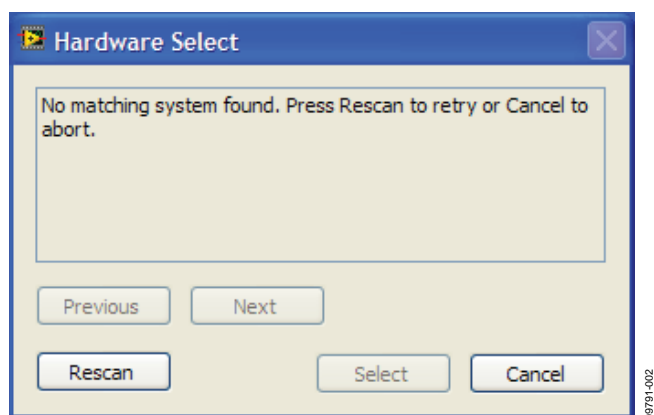 Hardware Select
No matching system found. Press Rescan to retry or Cancel to
abort.
Previous
Next
Rescan
Select
Cancel
9791-002